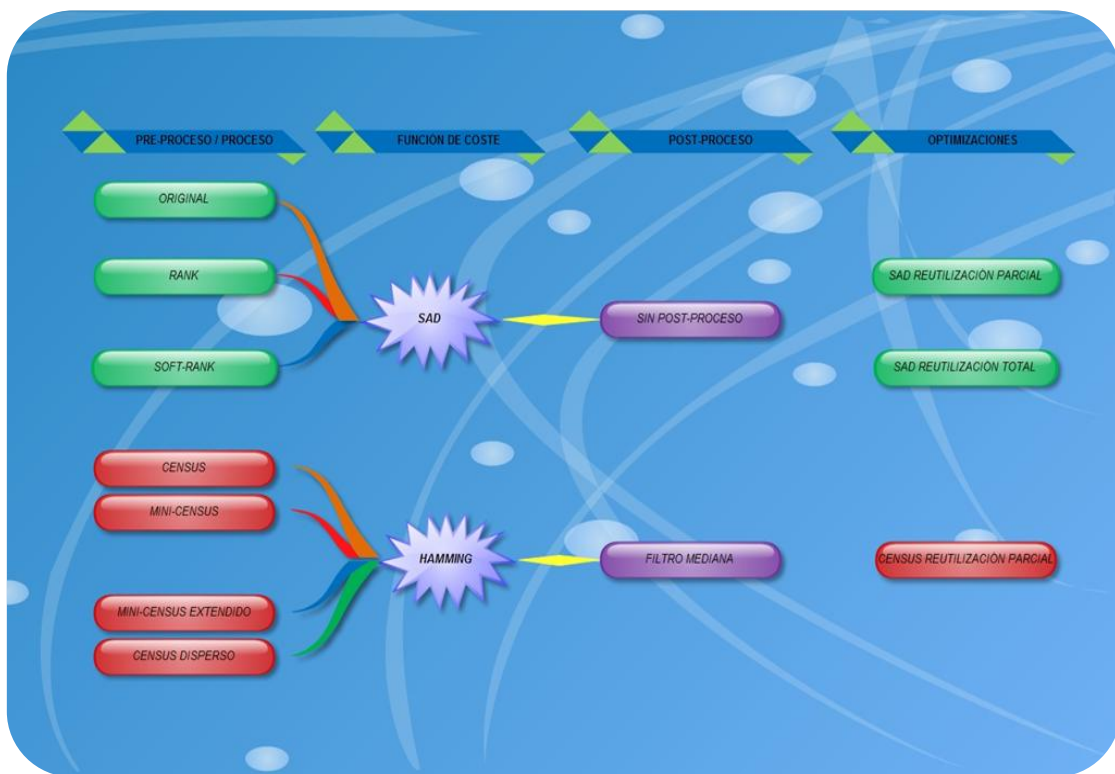 PRE-PROCESO / PROCESO
FUNCIÓN DE COSTE
POST-PROCESO
OPTIMIZACIONES
ORIGINAL
RANK
SOFT-RANK
SAD
SIN POST-PROCESO
SAD REUTILIZACIÓN PARCIAL
SAD REUTILIZACIÓN TOTAL
CENSUS
MINI-CENSUS
MINI-CENSUS EXTENDIDO
CENSUS DISPERSO
HAMMING
FILTRO MEDIANA
CENSUS REUTILIZACIÓN PARCIAL